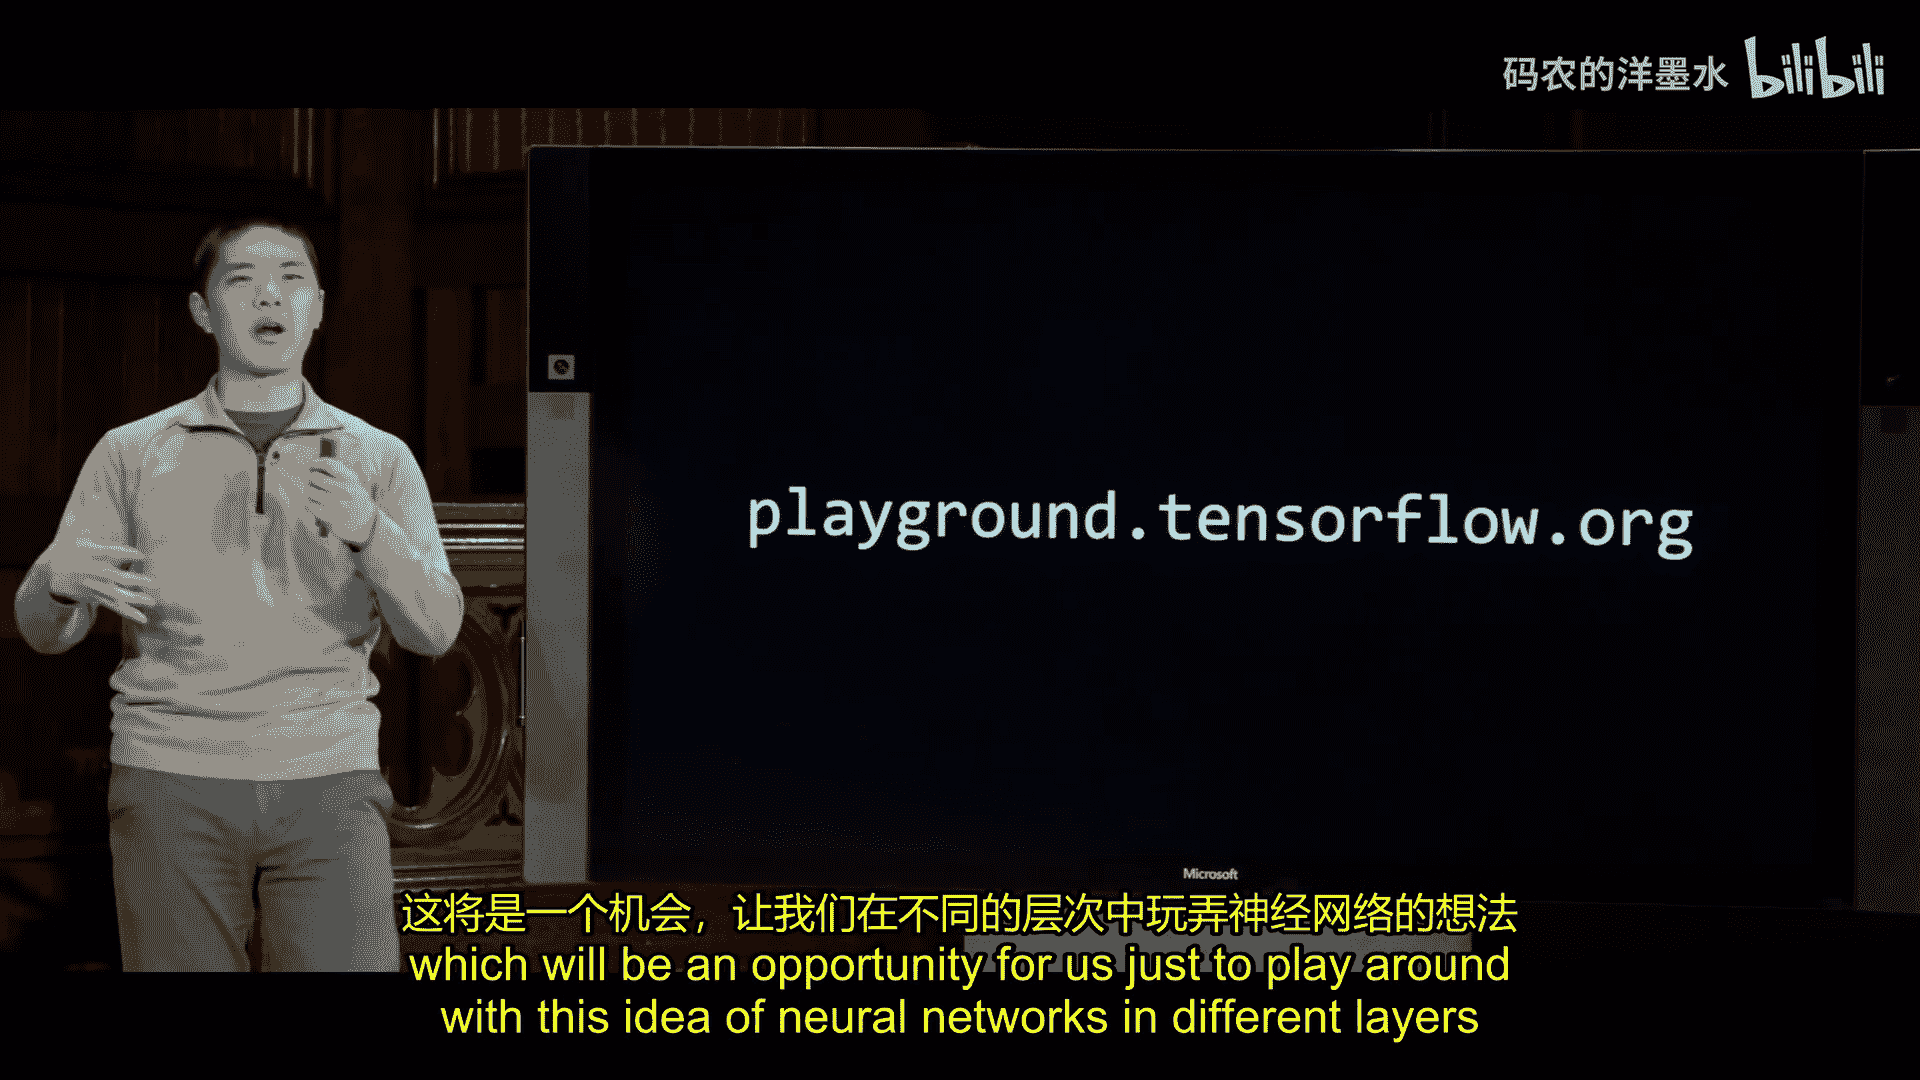 码农的洋墨水 bilibili
playground.tensorflow.org
Microsoft
这将是一个机会，让我们在不同的层次中玩弄神经网络的想法
which will be an opportunity for us just to play around
with this idea of neural networks in different layers